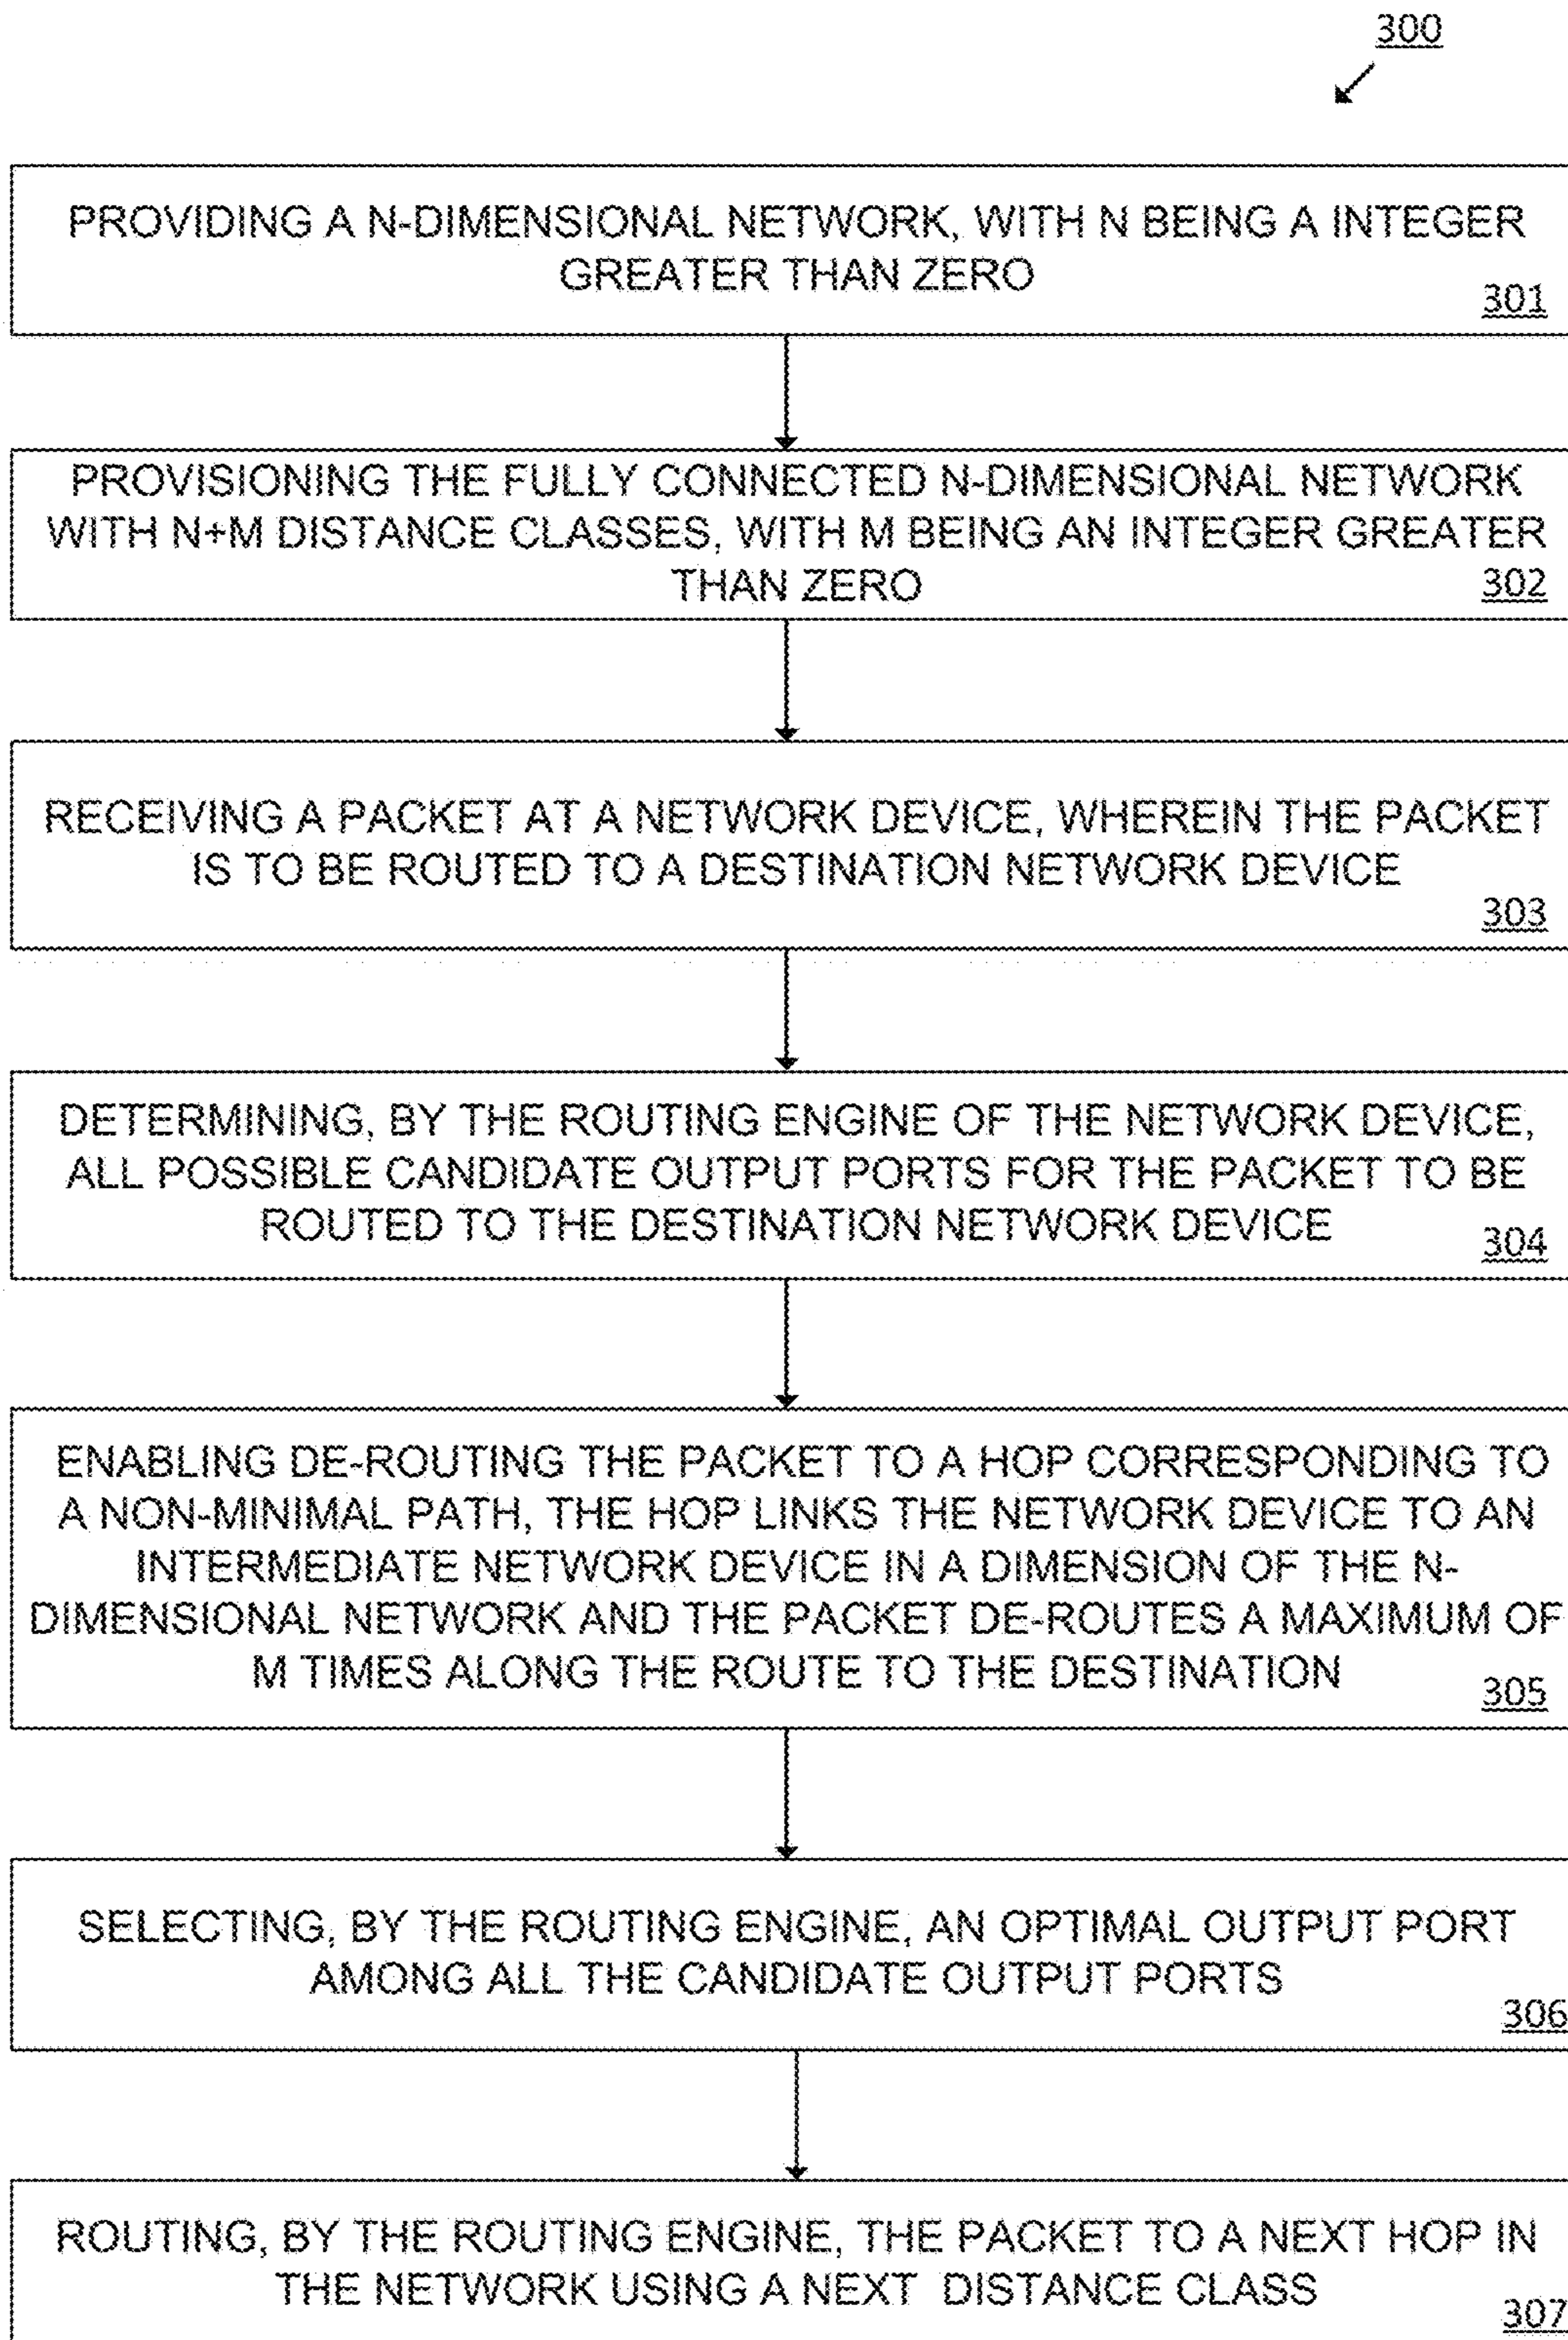 300
PROVIDING A N-DIMENSIONAL NETWORK, WITH N BEING A INTEGER
GREATER THAN ZERO
301
PROVISIONING THE FULLY CONNECTED N-DIMENSIONAL NETWORK
WITH N+M DISTANCE CLASSES, WITH M BEING AN INTEGER GREATER
THAN ZERO
302
RECEIVING A PACKET AT A NETWORK DEVICE, WHEREIN THE PACKET
IS TO BE ROUTED TO A DESTINATION NETWORK DEVICE
303
DETERMINING, BY THE ROUTING ENGINE OF THE NETWORK DEVICE,
ALL POSSIBLE CANDIDATE OUTPUT PORTS FOR THE PACKET TO BE
ROUTED TO THE DESTINATION NETWORK DEVICE
304
ENABLING DE-ROUTING THE PACKET TO A HOP CORRESPONDING TO
A NON-MINIMAL PATH, THE HOP LINKS THE NETWORK DEVICE TO AN
INTERMEDIATE NETWORK DEVICE IN A DIMENSION OF THE N-
DIMENSIONAL NETWORK AND THE PACKET DE-ROUTES A MAXIMUM OF
M TIMES ALONG THE ROUTE TO THE DESTINATION
305
SELECTING, BY THE ROUTING ENGINE, AN OPTIMAL OUTPUT PORT
AMONG ALL THE CANDIDATE OUTPUT PORTS
306
ROUTING, BY THE ROUTING ENGINE, THE PACKET TO A NEXT HOP IN
THE NETWORK USING A NEXT DISTANCE CLASS
307